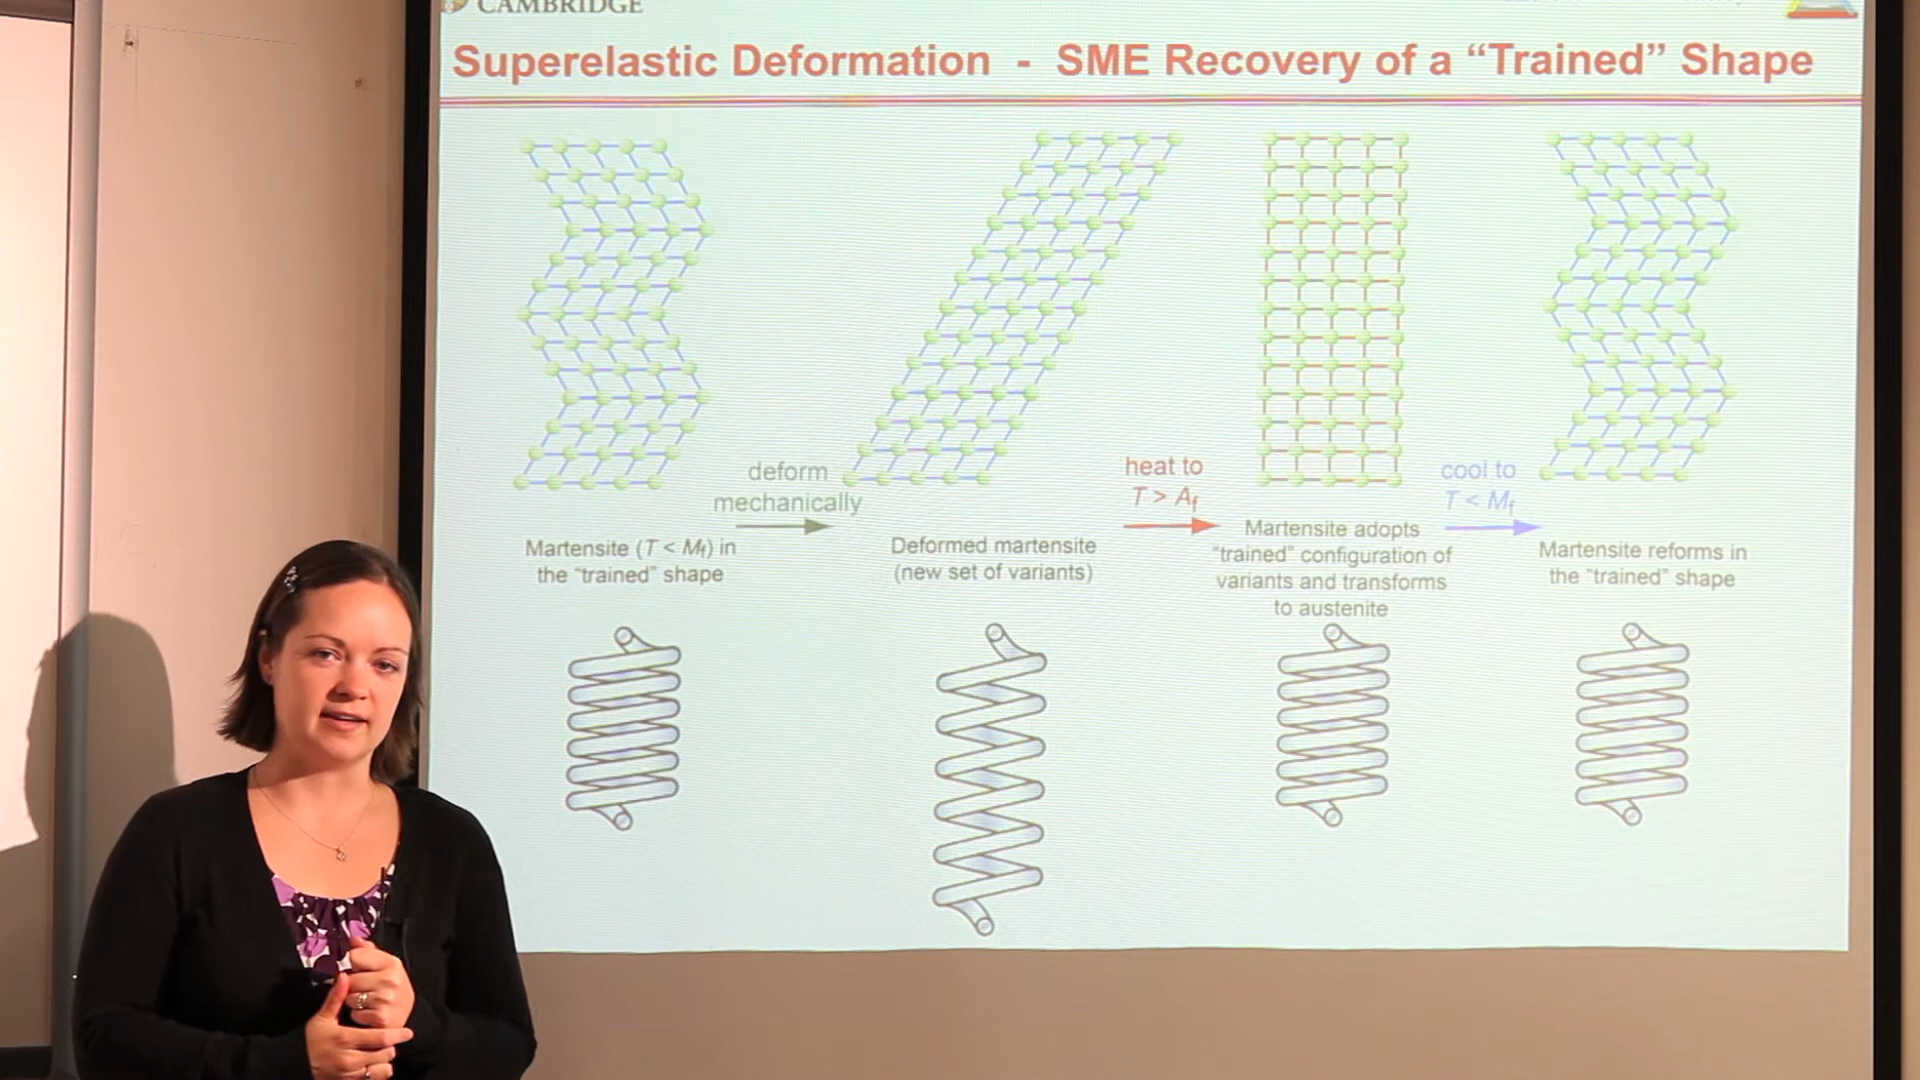 CAMBRIDGE
Superelastic Deformation - SME Recovery of a “Trained” Shape
deform
mechanically
heat to
T > Af
cool to
T < Mf
Martensite (T < Mf) in
the “trained” shape
Deformed martensite
(new set of variants)
Martensite adopts
“trained” configuration of
variants and transforms
to austenite
Martensite reforms in
the “trained” shape